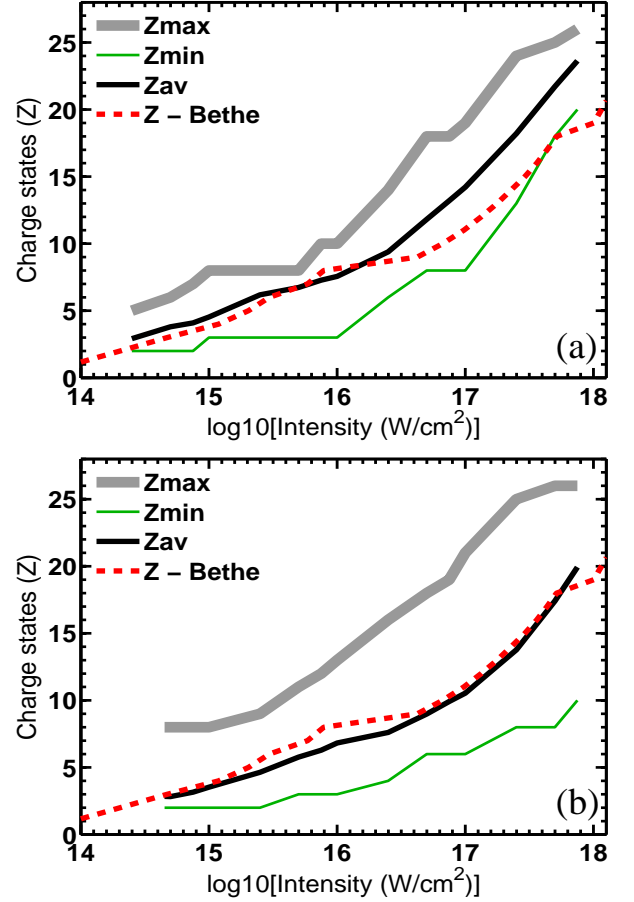 Zmax
Zmin
Zav
Z − Bethe
Charge states (Z)
25
20
15
10
5
0
14 15 16 17 18
log10[Intensity (W/cm²)]
(a)
Zmax
Zmin
Zav
Z − Bethe
Charge states (Z)
25
20
15
10
5
0
14 15 16 17 18
log10[Intensity (W/cm²)]
(b)